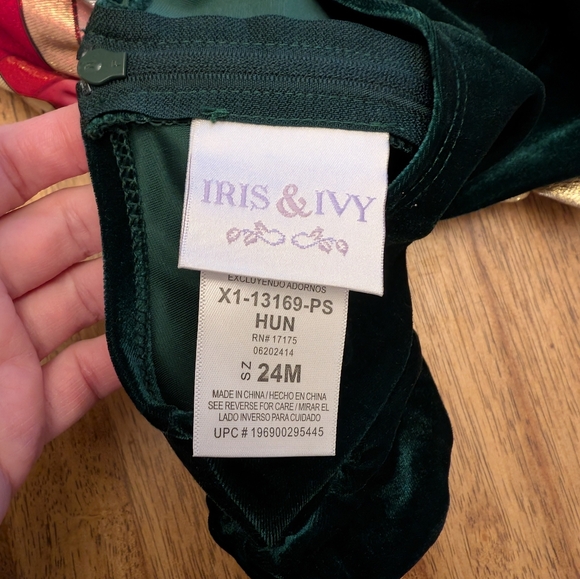 IRIS & IVY
EXCLUYENDO ADORNOS
X1-13169-PS
HUN
RN# 17175
06202414
SZ 24M
MADE IN CHINA / HECHO EN CHINA
SEE REVERSE FOR CARE / MIRAR EL
LADO INVERSO PARA CUIDADO
UPC # 196900295445